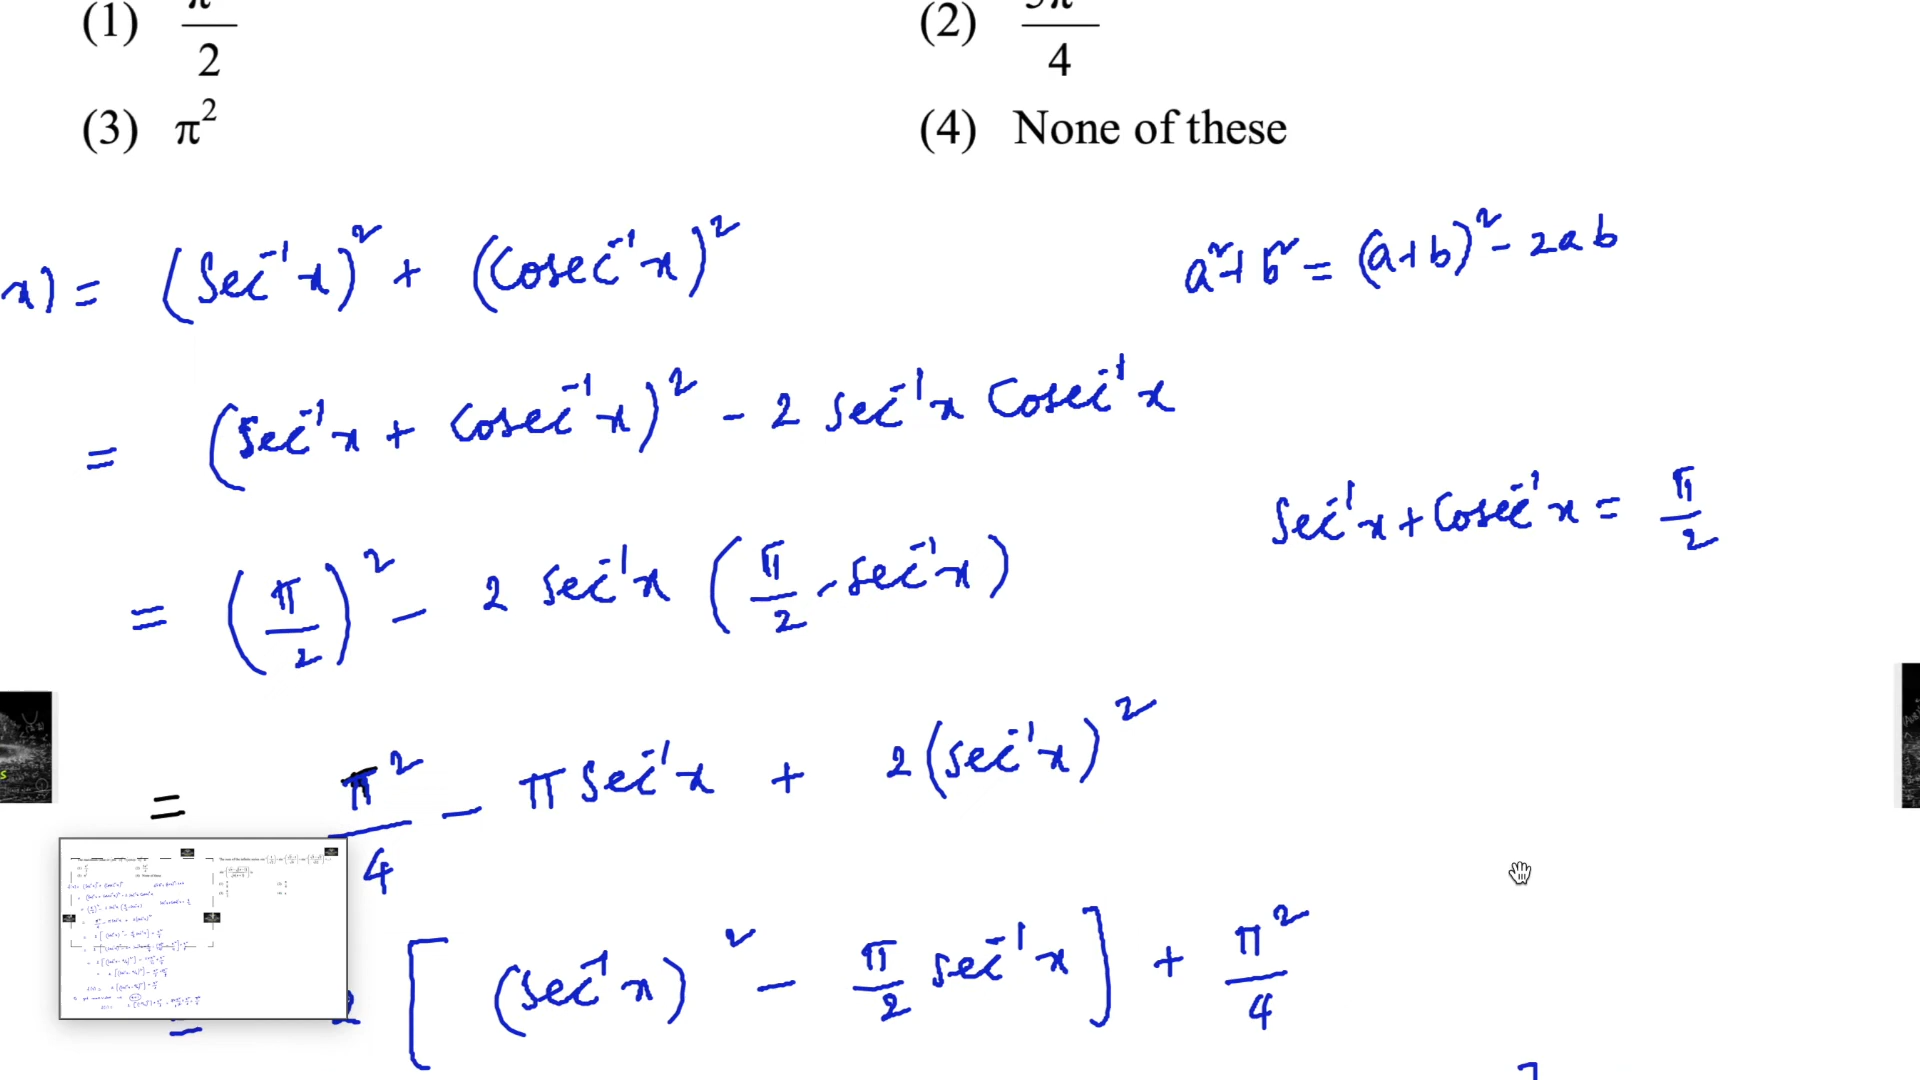 (1) π/2 (2) 5π/4
(3) π² (4) None of these
x) = (Sec⁻¹x)² + (Cosec⁻¹x)² a²+b² = (a+b)² - 2ab
= (Sec⁻¹x + Cosec⁻¹x)² - 2 Sec⁻¹x Cosec⁻¹x
Sec⁻¹x + Cosec⁻¹x = π/2
= (π/2)² - 2 Sec⁻¹x (π/2 - Sec⁻¹x)
= π²/4 - π Sec⁻¹x + 2(Sec⁻¹x)²
= 2 [ (Sec⁻¹x)² - π/2 Sec⁻¹x ] + π²/4